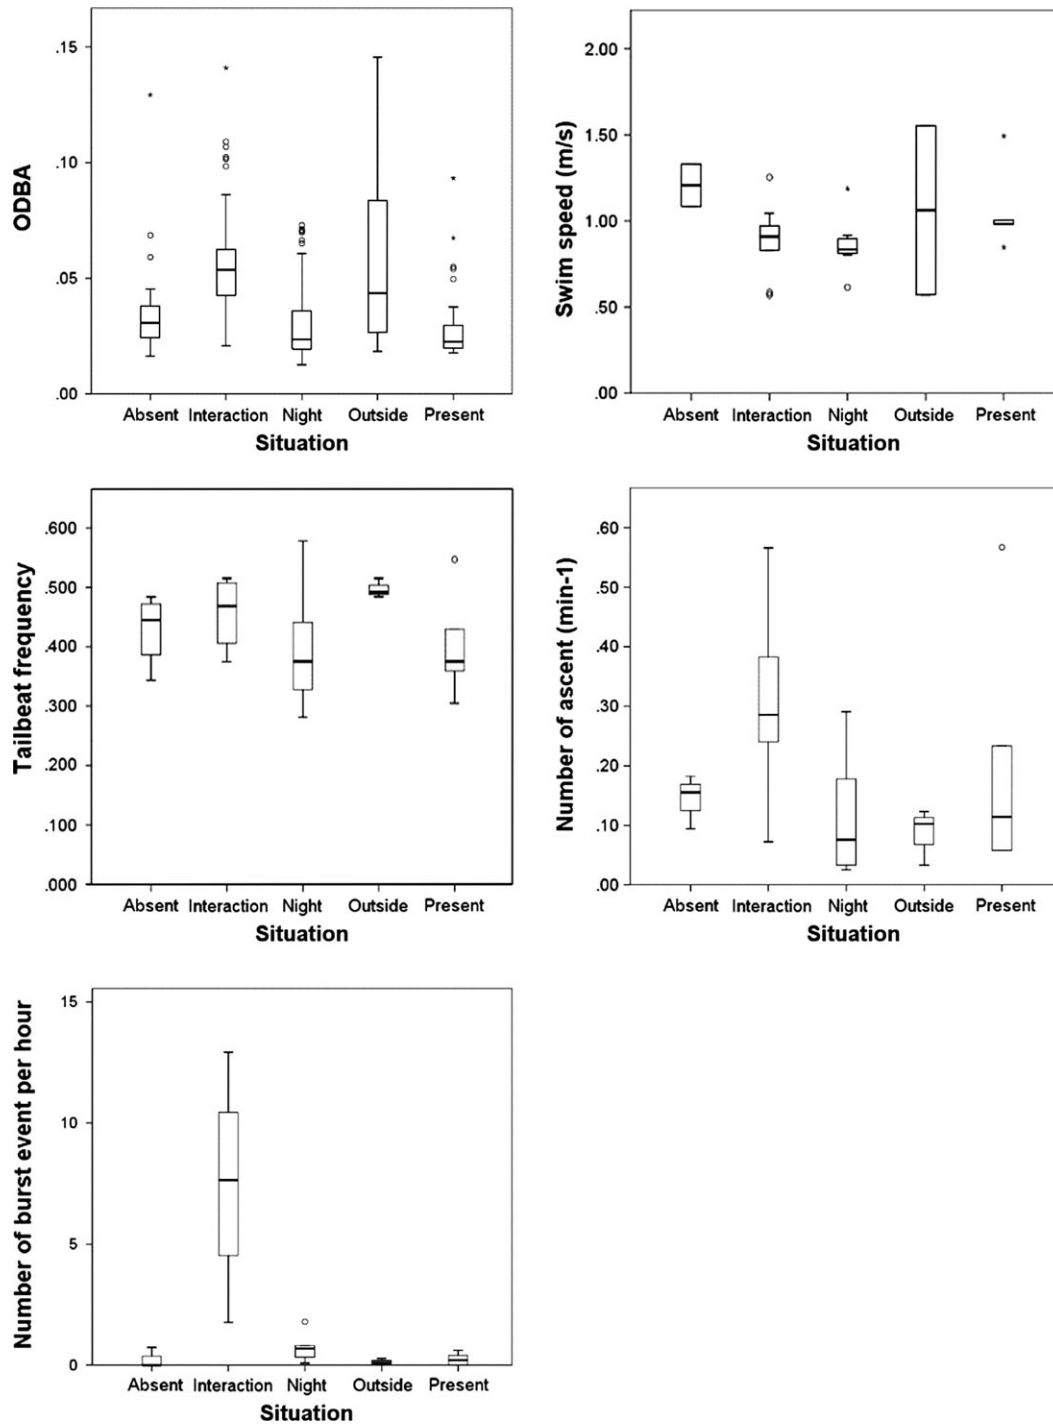 ODBA
.15
.10
.05
.00
Absent Interaction Night Outside Present
Situation
Swim speed (m/s)
2.00
1.50
1.00
.50
.00
Absent Interaction Night Outside Present
Situation
Tailbeat frequency
.600
.500
.400
.300
.200
.100
.000
Absent Interaction Night Outside Present
Situation
Number of ascent (min-1)
.60
.50
.40
.30
.20
.10
.00
Absent Interaction Night Outside Present
Situation
Number of burst event per hour
15
10
5
0
Absent Interaction Night Outside Present
Situation